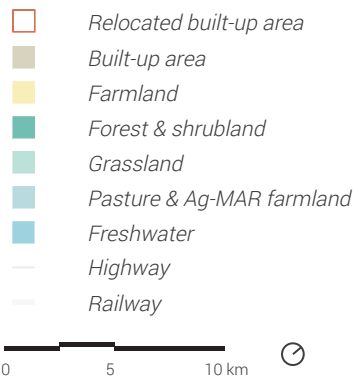 Relocated built-up area
Built-up area
Farmland
Forest & shrubland
Grassland
Pasture & Ag-MAR farmland
Freshwater
Highway
Railway
0 5 10 km